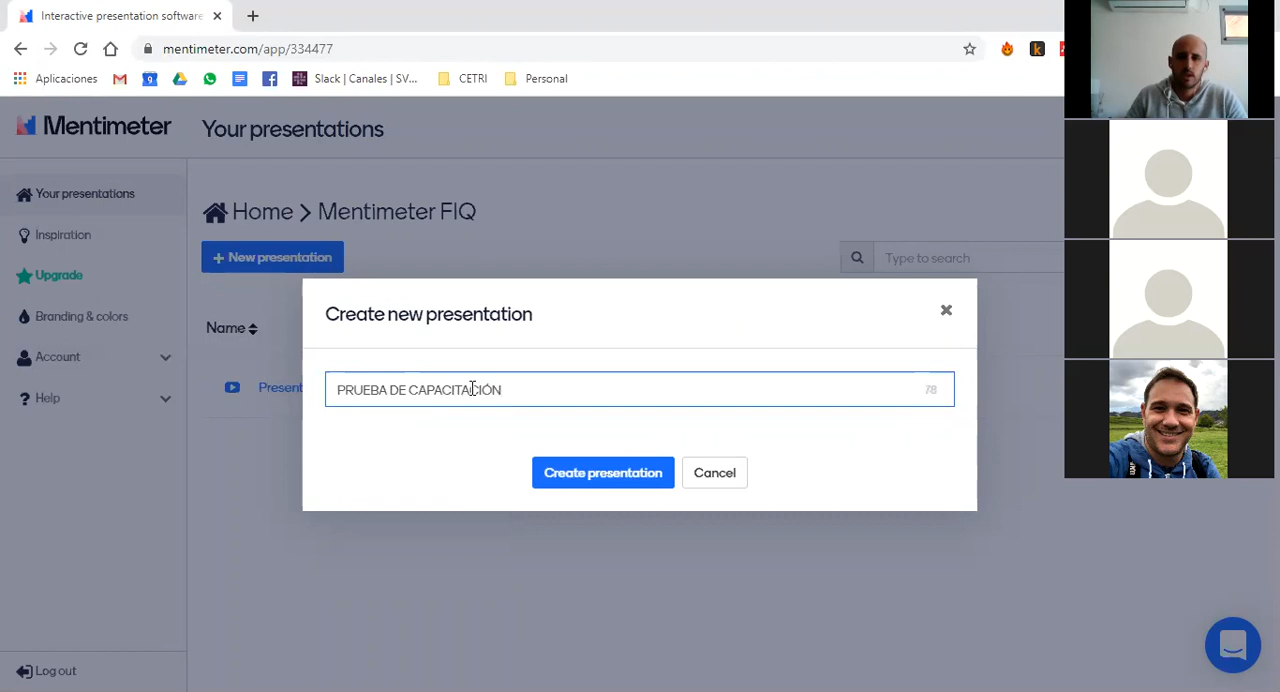 Interactive presentation software
mentimeter.com/app/334477
Aplicaciones
Slack | Canales | SV...
CETRI
Personal
Mentimeter
Your presentations
Your presentations
Inspiration
Upgrade
Branding & colors
Account
Help
Log out
Home
Mentimeter FIQ
+ New presentation
Type to search
Name
Present
Create new presentation
PRUEBA DE CAPACITACIÓN
78
Create presentation
Cancel